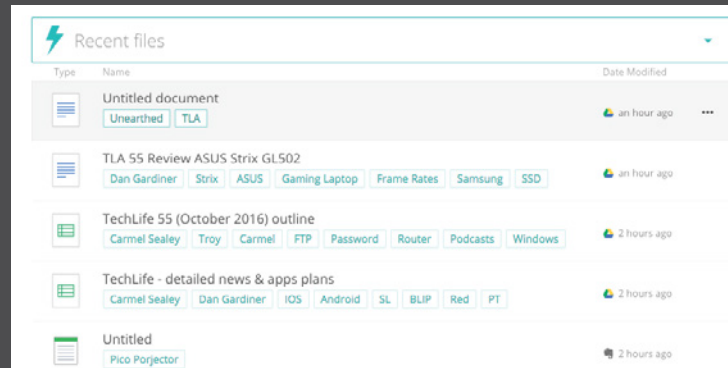 Recent files
Type Name Date Modified
Untitled document
Unearthed TLA an hour ago
TLA 55 Review ASUS Strix GL502
Dan Gardiner Strix ASUS Gaming Laptop Frame Rates Samsung SSD an hour ago
TechLife 55 (October 2016) outline
Carmel Sealey Troy Carmel FTP Password Router Podcasts Windows 2 hours ago
TechLife - detailed news & apps plans
Carmel Sealey Dan Gardiner IOS Android SL BLIP Red PT 2 hours ago
Untitled
Pico Porjector 2 hours ago